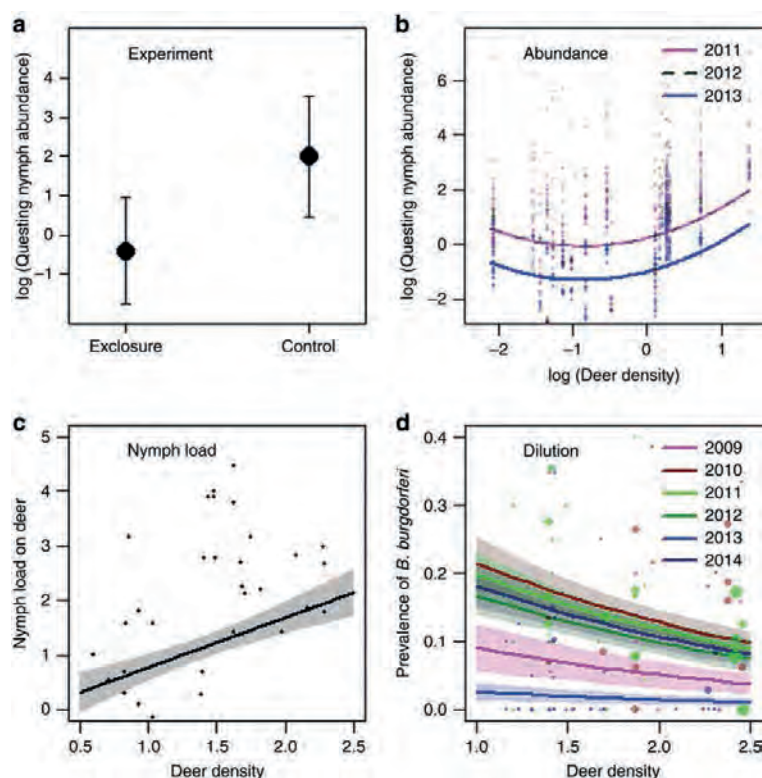 a
Experiment
log (Questing nymph abundance)
4
3
2
1
0
−1
Exclosure
Control
b
Abundance
2011
2012
2013
log (Questing nymph abundance)
6
4
2
0
−2
−2
−1
0
1
log (Deer density)
c
Nymph load
Nymph load on deer
5
4
3
2
1
0
0.5
1.0
1.5
2.0
2.5
Deer density
d
Dilution
2009
2010
2011
2012
2013
2014
Prevalence of B. burgdorferi
0.4
0.3
0.2
0.1
0.0
1.0
1.5
2.0
2.5
Deer density